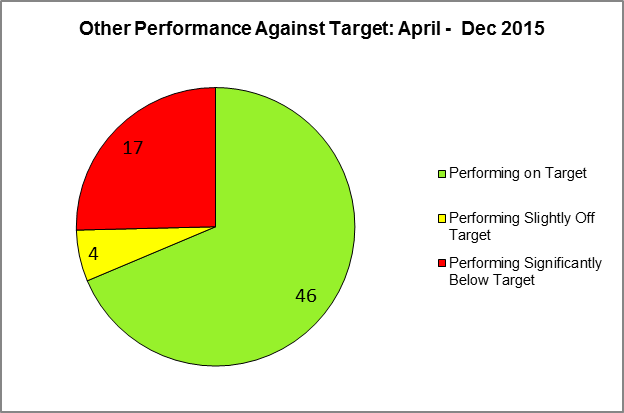 Other Performance Against Target: April -  Dec 2015
17
4
46
Performing on Target
Performing Slightly Off
Target
Performing Significantly
Below Target